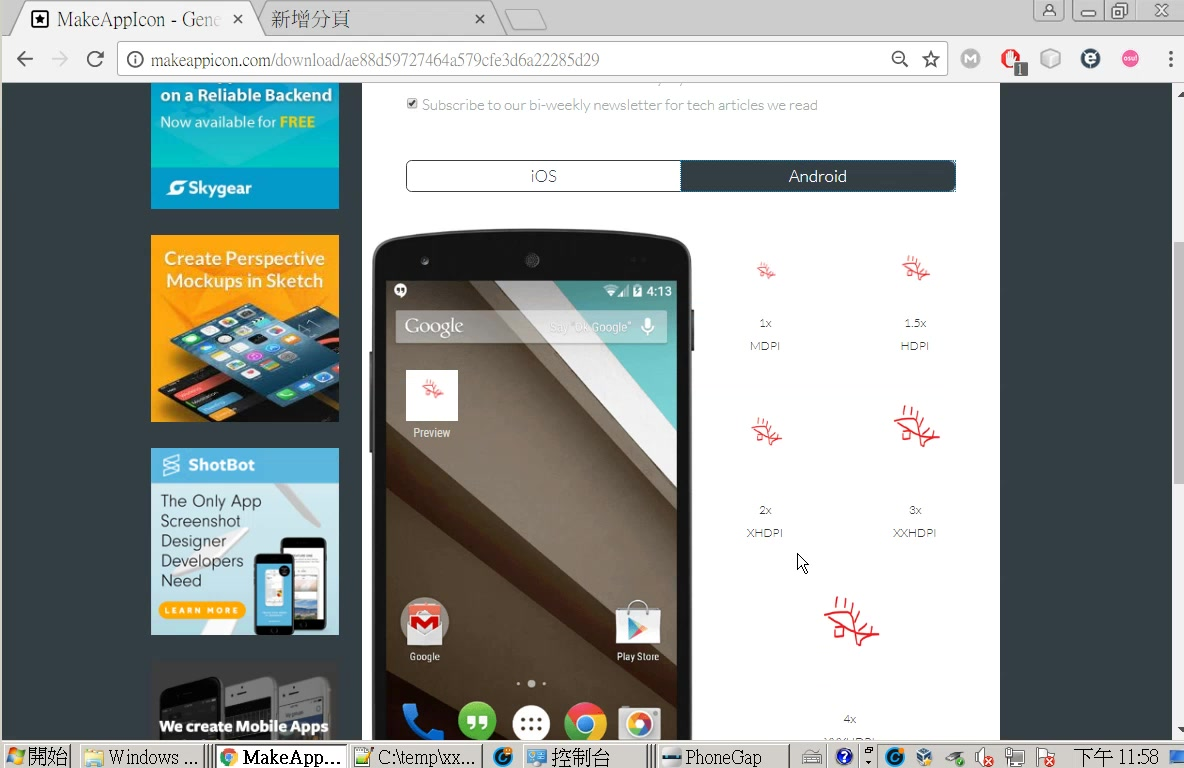 MakeAppIcon - Gene
新增分頁
makeappicon.com/download/ae88d59727464a579cfe3d6a22285d29
1
osu!
on a Reliable Backend
Now available for FREE
Skygear
Create Perspective
Mockups in Sketch
ShotBot
The Only App
Screenshot
Designer
Developers
Need
LEARN MORE
We create Mobile Apps
Subscribe to our bi-weekly newsletter for tech articles we read
iOS
Android
4:13
Google
Say "Ok Google"
Preview
Google
Play Store
1x
MDPI
1.5x
HDPI
2x
XHDPI
3x
XXHDPI
4x
開始
Windows ...
MakeApp...
C:\temp\xx...
控制台
PhoneGap
下午 11:58